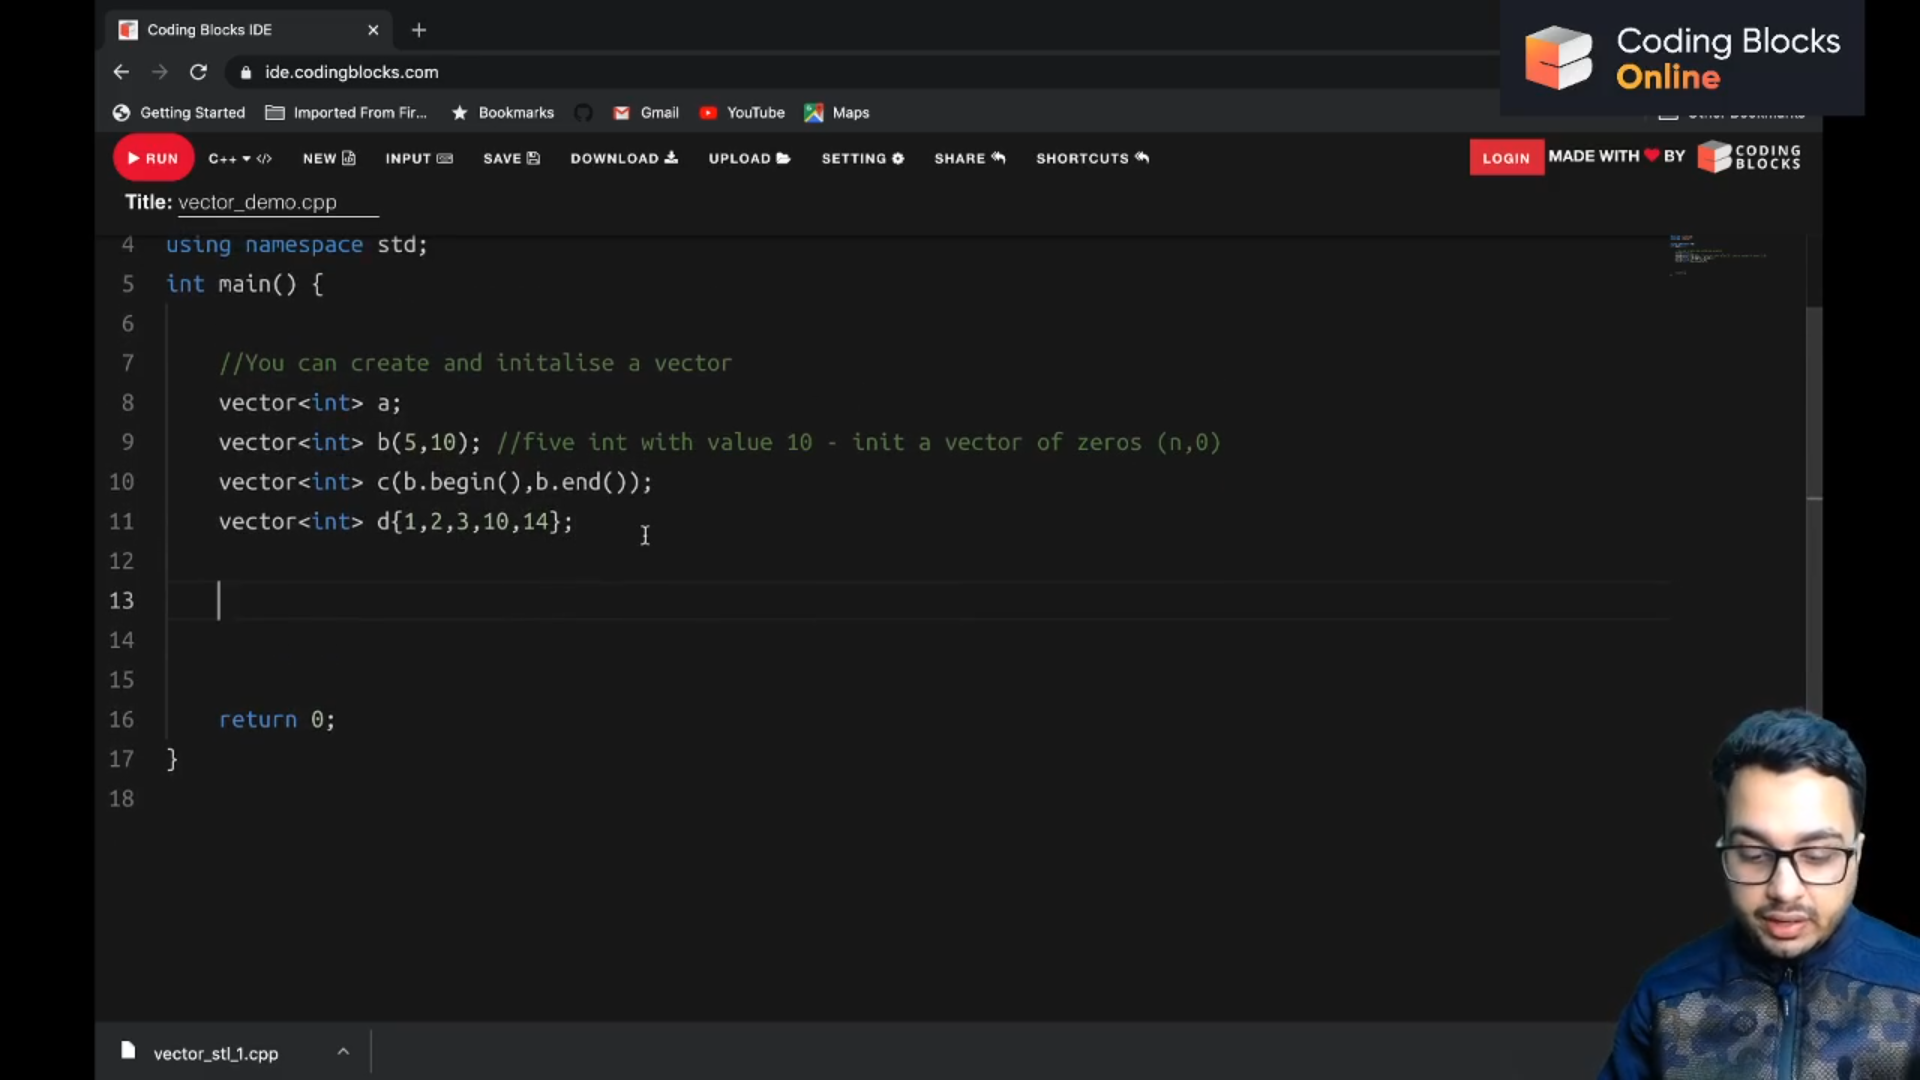 Coding Blocks IDE
Coding Blocks
Online
ide.codingblocks.com
Getting Started
Imported From Fir...
Bookmarks
Gmail
YouTube
Maps
RUN
C++
NEW
INPUT
SAVE
DOWNLOAD
UPLOAD
SETTING
SHARE
SHORTCUTS
LOGIN
MADE WITH BY
CODING
BLOCKS
Title: vector_demo.cpp
4 using namespace std;
5 int main() {
6
7 //You can create and initalise a vector
8 vector<int> a;
9 vector<int> b(5,10); //five int with value 10 - init a vector of zeros (n,0)
10 vector<int> c(b.begin(),b.end());
11 vector<int> d{1,2,3,10,14};
12
13
14
15
16 return 0;
17 }
18
vector_stl_1.cpp